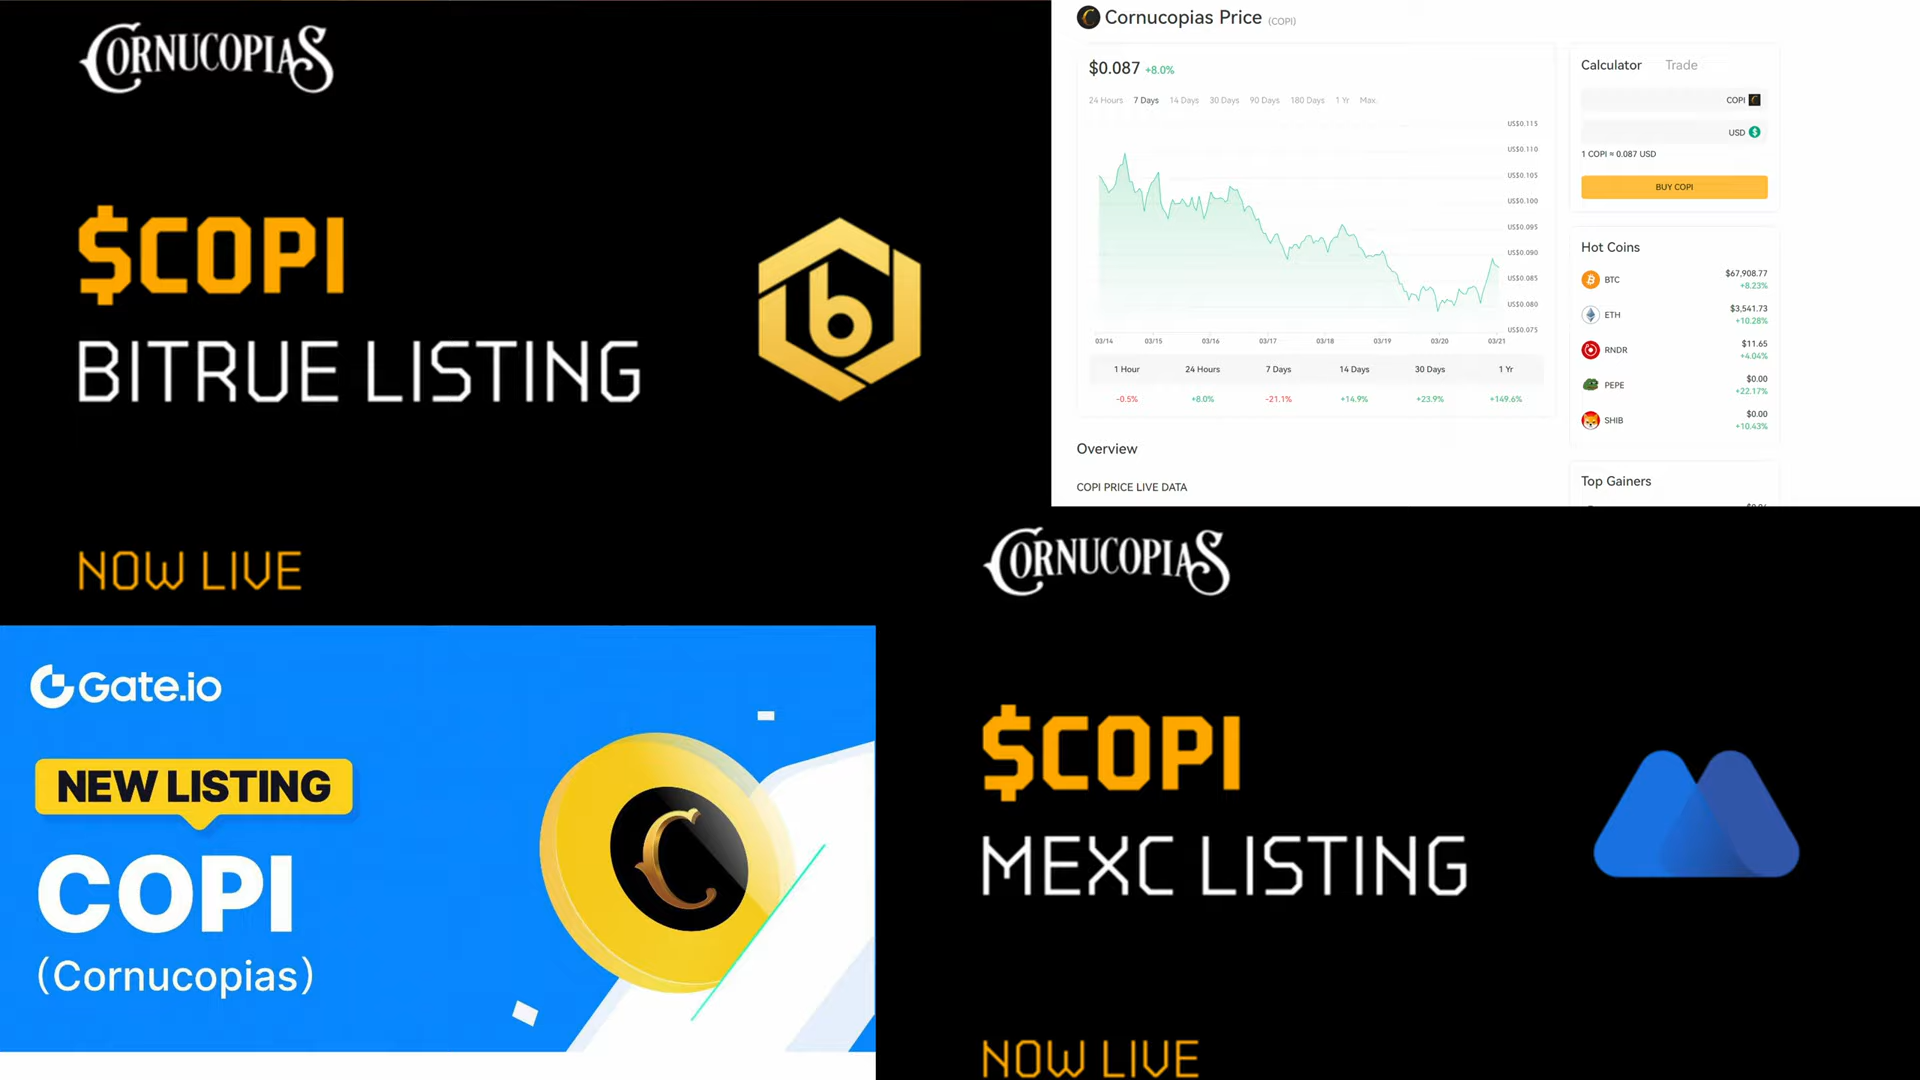 CORNUCOPIAS
$COPI
BITRUE LISTING
NOW LIVE
Cornucopias Price (COPI)
$0.087 +8.0%
24 Hours 7 Days 14 Days 30 Days 90 Days 180 Days 1 Yr Max.
US$0.115
US$0.110
US$0.105
US$0.100
US$0.095
US$0.090
US$0.085
US$0.080
US$0.075
03/14 03/15 03/16 03/17 03/18 03/19 03/20 03/21
1 Hour 24 Hours 7 Days 14 Days 30 Days 1 Yr
-0.5% +8.0% -21.1% +14.9% +23.9% +149.6%
Overview
COPI PRICE LIVE DATA
Calculator Trade
COPI
USD
1 COPI = 0.087 USD
BUY COPI
Hot Coins
BTC $67,908.77
+8.23%
ETH $3,541.73
+10.28%
RNDR $11.65
+4.04%
PEPE $0.00
+22.17%
SHIB $0.00
+10.43%
Top Gainers
Gate.io
NEW LISTING
COPI
(Cornucopias)
CORNUCOPIAS
$COPI
MEXC LISTING
NOW LIVE